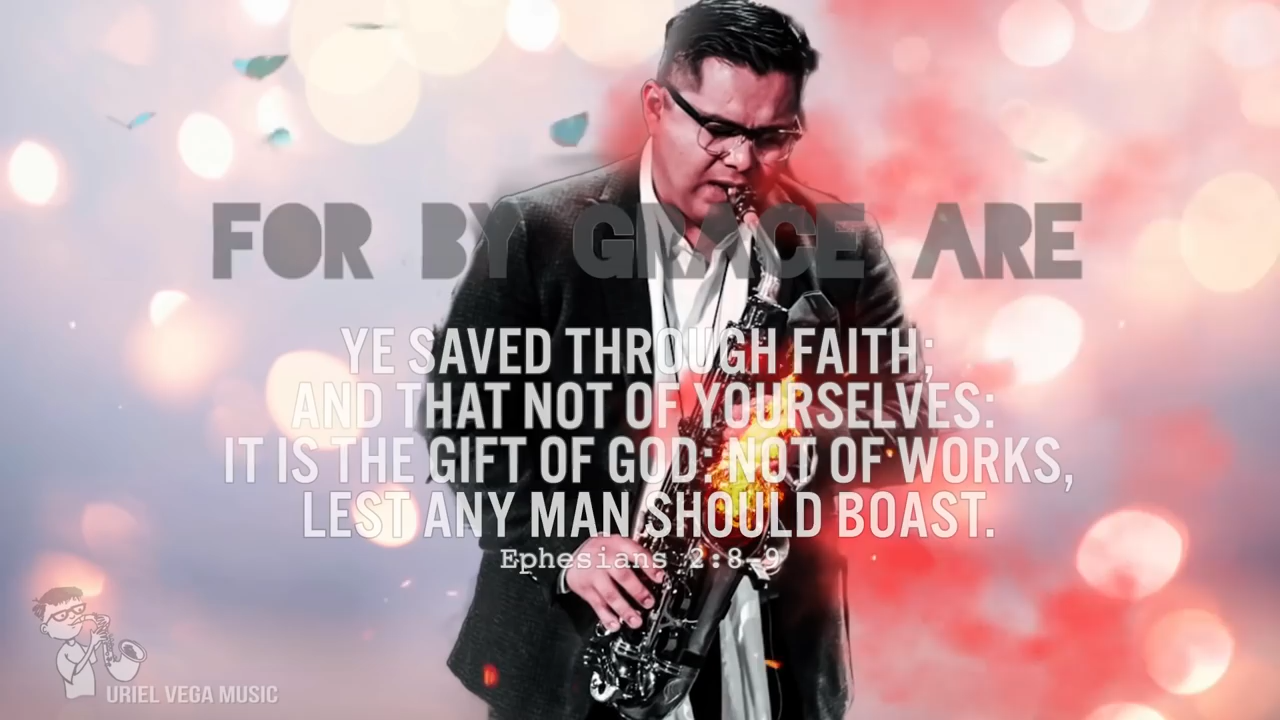 FOR BY GRACE ARE
YE SAVED THROUGH FAITH;
AND THAT NOT OF YOURSELVES:
IT IS THE GIFT OF GOD: NOT OF WORKS,
LEST ANY MAN SHOULD BOAST.
Ephesians 2:8-9
URIEL VEGA MUSIC